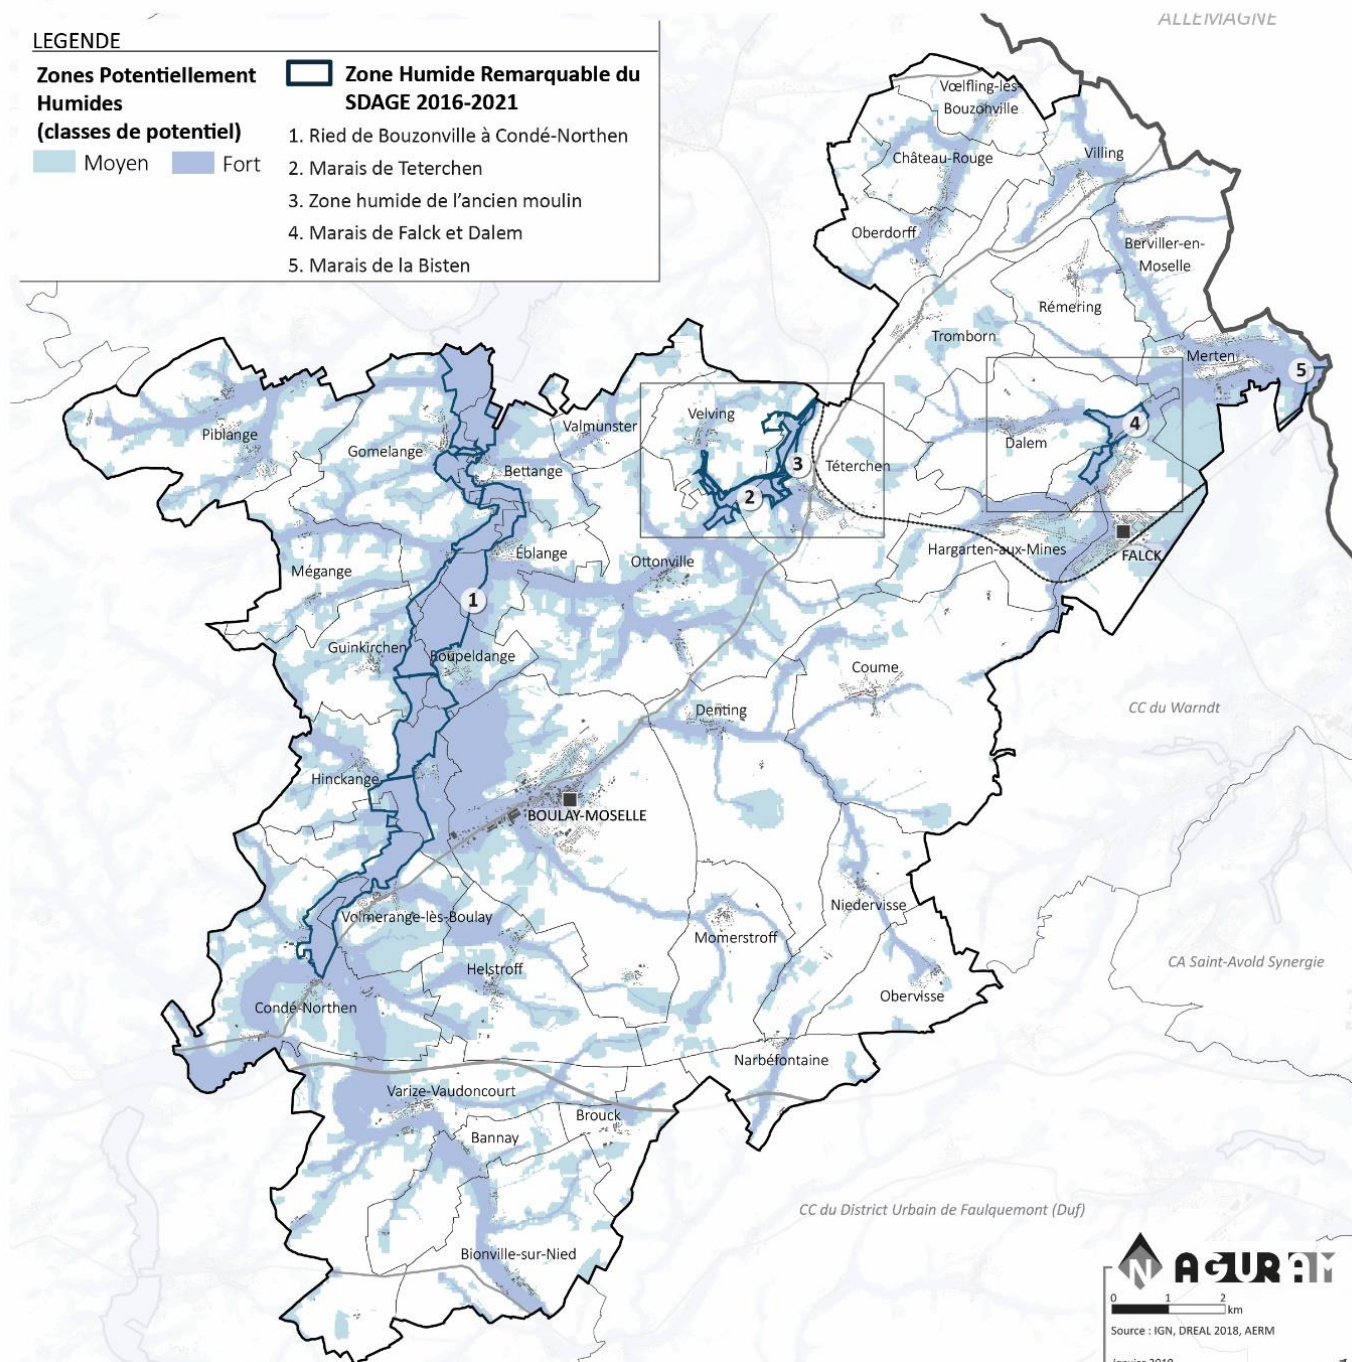 ALLEMAGNE
LEGENDE
Zones Potentiellement
Humides
(classes de potentiel)
Moyen
Fort
Zone Humide Remarquable du
SDAGE 2016-2021
1. Ried de Bouzonville à Condé-Northen
2. Marais de Teterchen
3. Zone humide de l'ancien moulin
4. Marais de Falck et Dalem
5. Marais de la Bisten
Vœlfling-lès-
Bouzonville
Château-Rouge
Villing
Oberdorff
Berviller-en-
Moselle
Rémering
Tromborn
Merten
5
Piblange
Gomelange
Valmunster
Velving
Dalem
4
Bettange
3
Téterchen
2
Éblange
Ottonville
Hargarten-aux-Mines
FALCK
Mégange
1
Guinkirchen
Roupeldange
Coume
Denting
CC du Warndt
Hinckange
BOULAY-MOSELLE
Niedervisse
Volmerange-lès-Boulay
Momerstroff
Helstroff
CA Saint-Avold Synergie
Obervisse
Condé-Northen
Narbéfontaine
Varize-Vaudoncourt
Brouck
Bannay
CC du District Urbain de Faulquemont (Duf)
Bionville-sur-Nied
N
AGURAM
0 1 2
km
Source : IGN, DREAL 2018, AERM